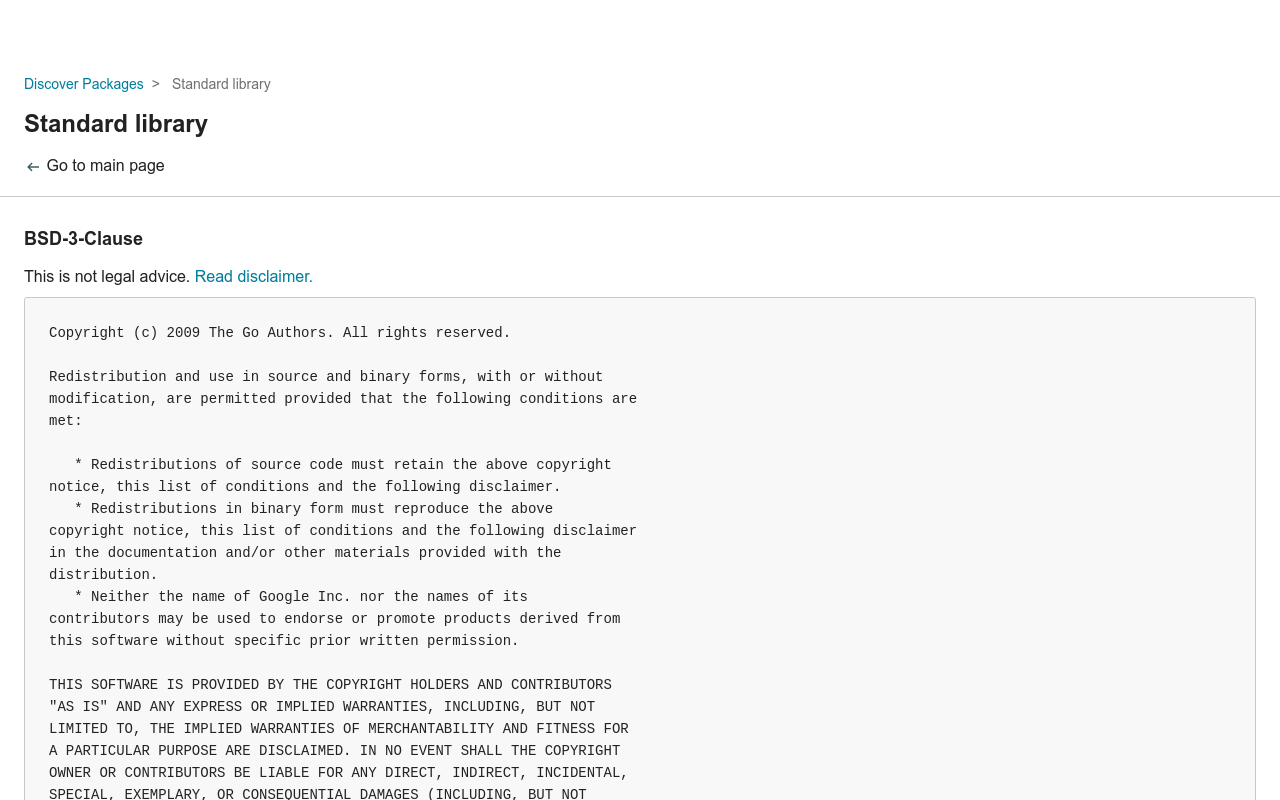 Discover Packages > Standard library
Standard library
← Go to main page
BSD-3-Clause
This is not legal advice. Read disclaimer.
Copyright (c) 2009 The Go Authors. All rights reserved.
Redistribution and use in source and binary forms, with or without
modification, are permitted provided that the following conditions are
met:
   * Redistributions of source code must retain the above copyright
notice, this list of conditions and the following disclaimer.
   * Redistributions in binary form must reproduce the above
copyright notice, this list of conditions and the following disclaimer
in the documentation and/or other materials provided with the
distribution.
   * Neither the name of Google Inc. nor the names of its
contributors may be used to endorse or promote products derived from
this software without specific prior written permission.
THIS SOFTWARE IS PROVIDED BY THE COPYRIGHT HOLDERS AND CONTRIBUTORS
"AS IS" AND ANY EXPRESS OR IMPLIED WARRANTIES, INCLUDING, BUT NOT
LIMITED TO, THE IMPLIED WARRANTIES OF MERCHANTABILITY AND FITNESS FOR
A PARTICULAR PURPOSE ARE DISCLAIMED. IN NO EVENT SHALL THE COPYRIGHT
OWNER OR CONTRIBUTORS BE LIABLE FOR ANY DIRECT, INDIRECT, INCIDENTAL,
SPECIAL, EXEMPLARY, OR CONSEQUENTIAL DAMAGES (INCLUDING, BUT NOT